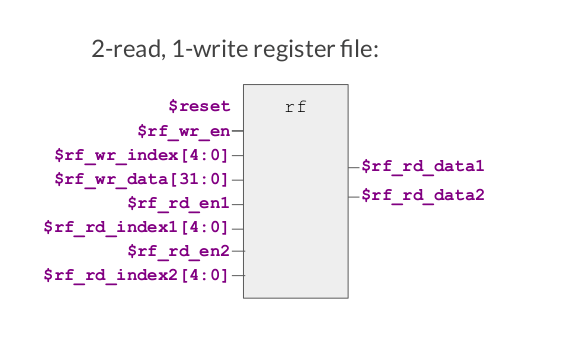 2-read, 1-write register file:
rf
$reset
$rf_wr_en
$rf_wr_index[4:0]
$rf_wr_data[31:0]
$rf_rd_en1
$rf_rd_index1[4:0]
$rf_rd_en2
$rf_rd_index2[4:0]
$rf_rd_data1
$rf_rd_data2